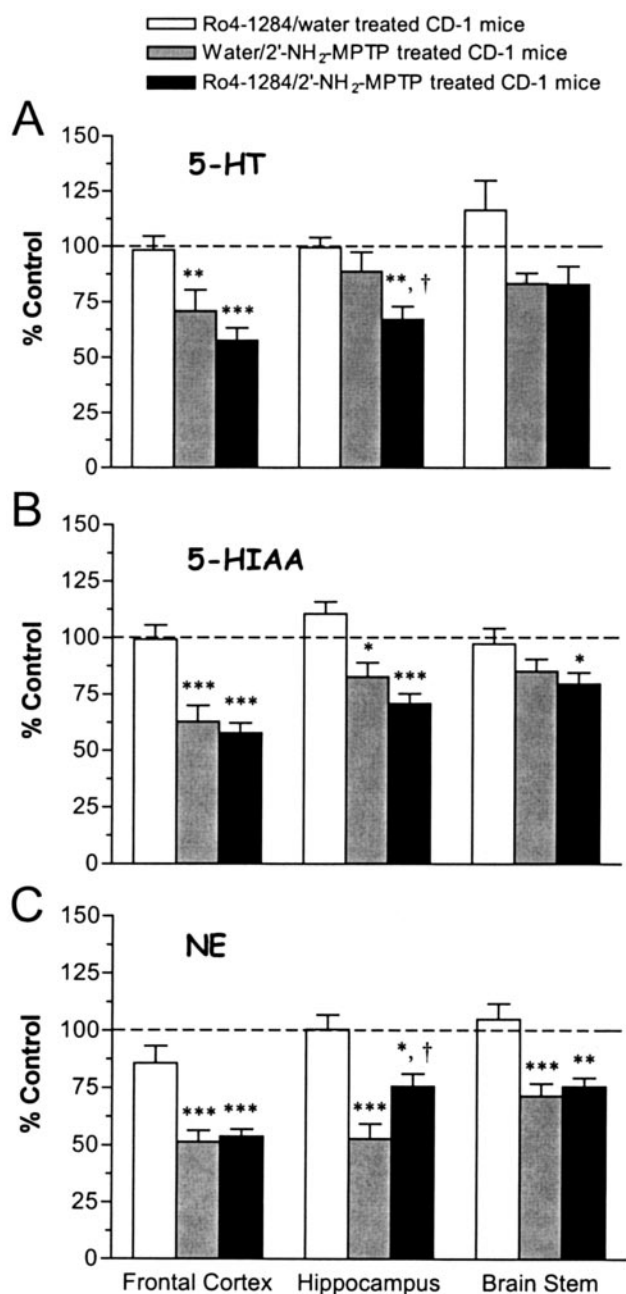 Ro4-1284/water treated CD-1 mice
Water/2'-NH₂-MPTP treated CD-1 mice
Ro4-1284/2'-NH₂-MPTP treated CD-1 mice
A
5-HT
% Control
150
125
100
75
50
25
0
** *** **, †
B
5-HIAA
% Control
150
125
100
75
50
25
0
*** *** * *** *
C
NE
% Control
150
125
100
75
50
25
0
*** *** *** *, † *** **
Frontal Cortex Hippocampus Brain Stem